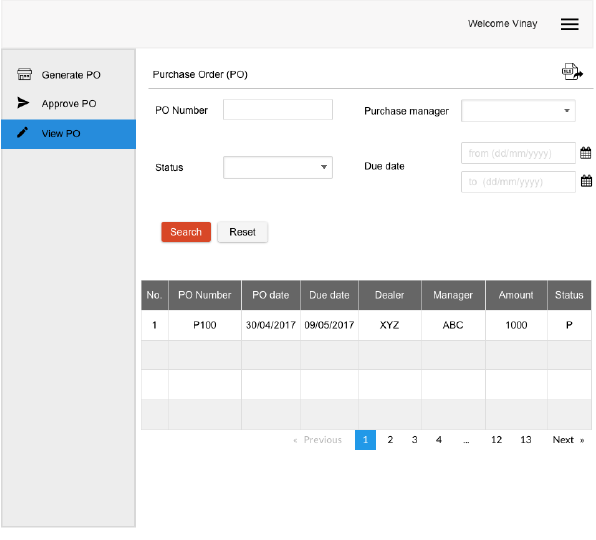 Welcome Vinay
Generate PO
Approve PO
View PO
Purchase Order (PO)
XLS
PO Number
Purchase manager
Status
Due date
from (dd/mm/yyyy)
to (dd/mm/yyyy)
Search Reset
No. PO Number PO date Due date Dealer Manager Amount Status
1 P100 30/04/2017 09/05/2017 XYZ ABC 1000 P
« Previous 1 2 3 4 ... 12 13 Next »